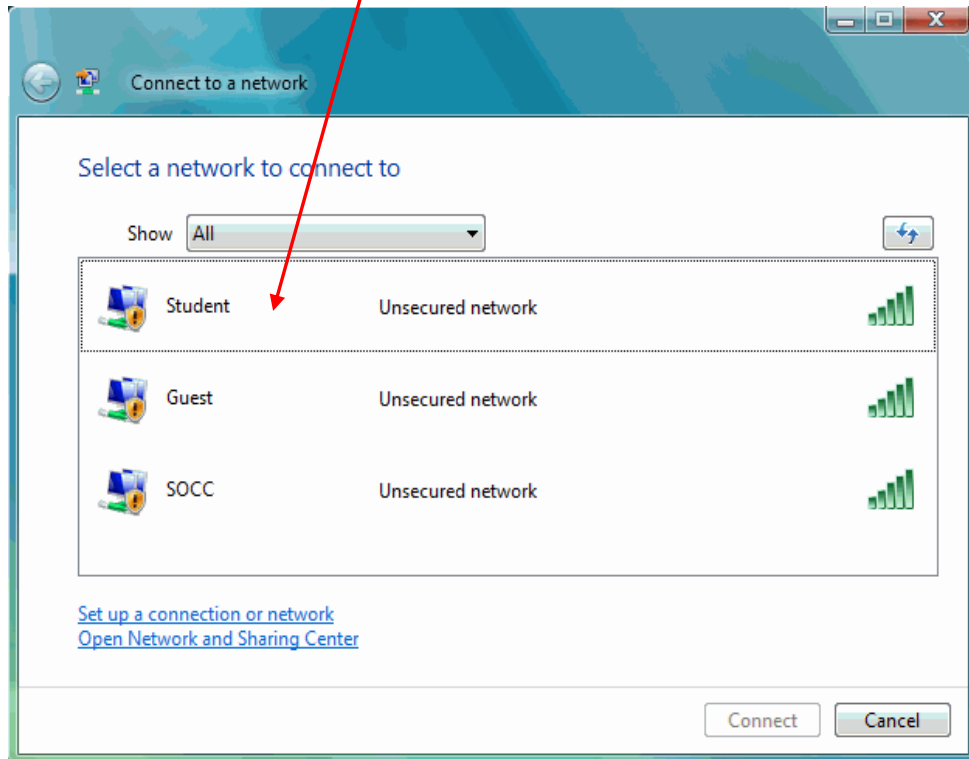 Connect to a network
Select a network to connect to
Show All
Student Unsecured network
Guest Unsecured network
SOCC Unsecured network
Set up a connection or network
Open Network and Sharing Center
Connect Cancel